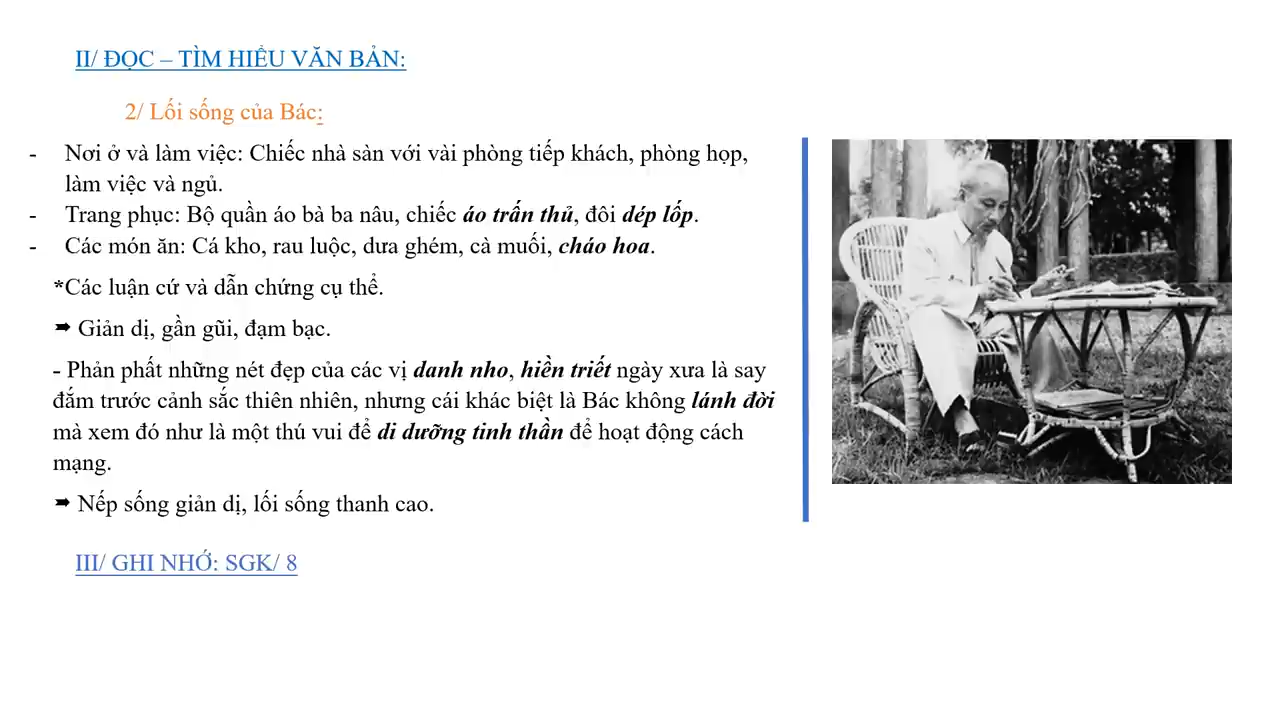 II/ ĐỌC – TÌM HIỂU VĂN BẢN:
2/ Lối sống của Bác:
- Nơi ở và làm việc: Chiếc nhà sàn với vài phòng tiếp khách, phòng họp,
làm việc và ngủ.
- Trang phục: Bộ quần áo bà ba nâu, chiếc áo trấn thủ, đôi dép lốp.
- Các món ăn: Cá kho, rau luộc, dưa ghém, cà muối, cháo hoa.
*Các luận cứ và dẫn chứng cụ thể.
➨ Giản dị, gần gũi, đạm bạc.
- Phản phất những nét đẹp của các vị danh nho, hiền triết ngày xưa là say
đắm trước cảnh sắc thiên nhiên, nhưng cái khác biệt là Bác không lánh đời
mà xem đó như là một thú vui để di dưỡng tinh thần để hoạt động cách
mạng.
➨ Nếp sống giản dị, lối sống thanh cao.
III/ GHI NHỚ: SGK/ 8